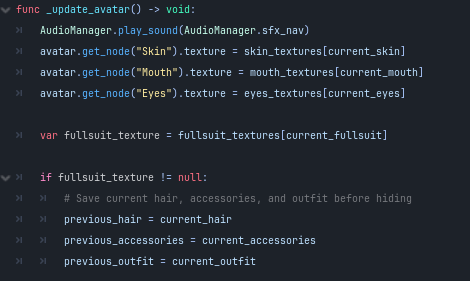 func _update_avatar() -> void:
AudioManager.play_sound(AudioManager.sfx_nav)
avatar.get_node("Skin").texture = skin_textures[current_skin]
avatar.get_node("Mouth").texture = mouth_textures[current_mouth]
avatar.get_node("Eyes").texture = eyes_textures[current_eyes]
var fullsuit_texture = fullsuit_textures[current_fullsuit]
if fullsuit_texture != null:
# Save current hair, accessories, and outfit before hiding
previous_hair = current_hair
previous_accessories = current_accessories
previous_outfit = current_outfit